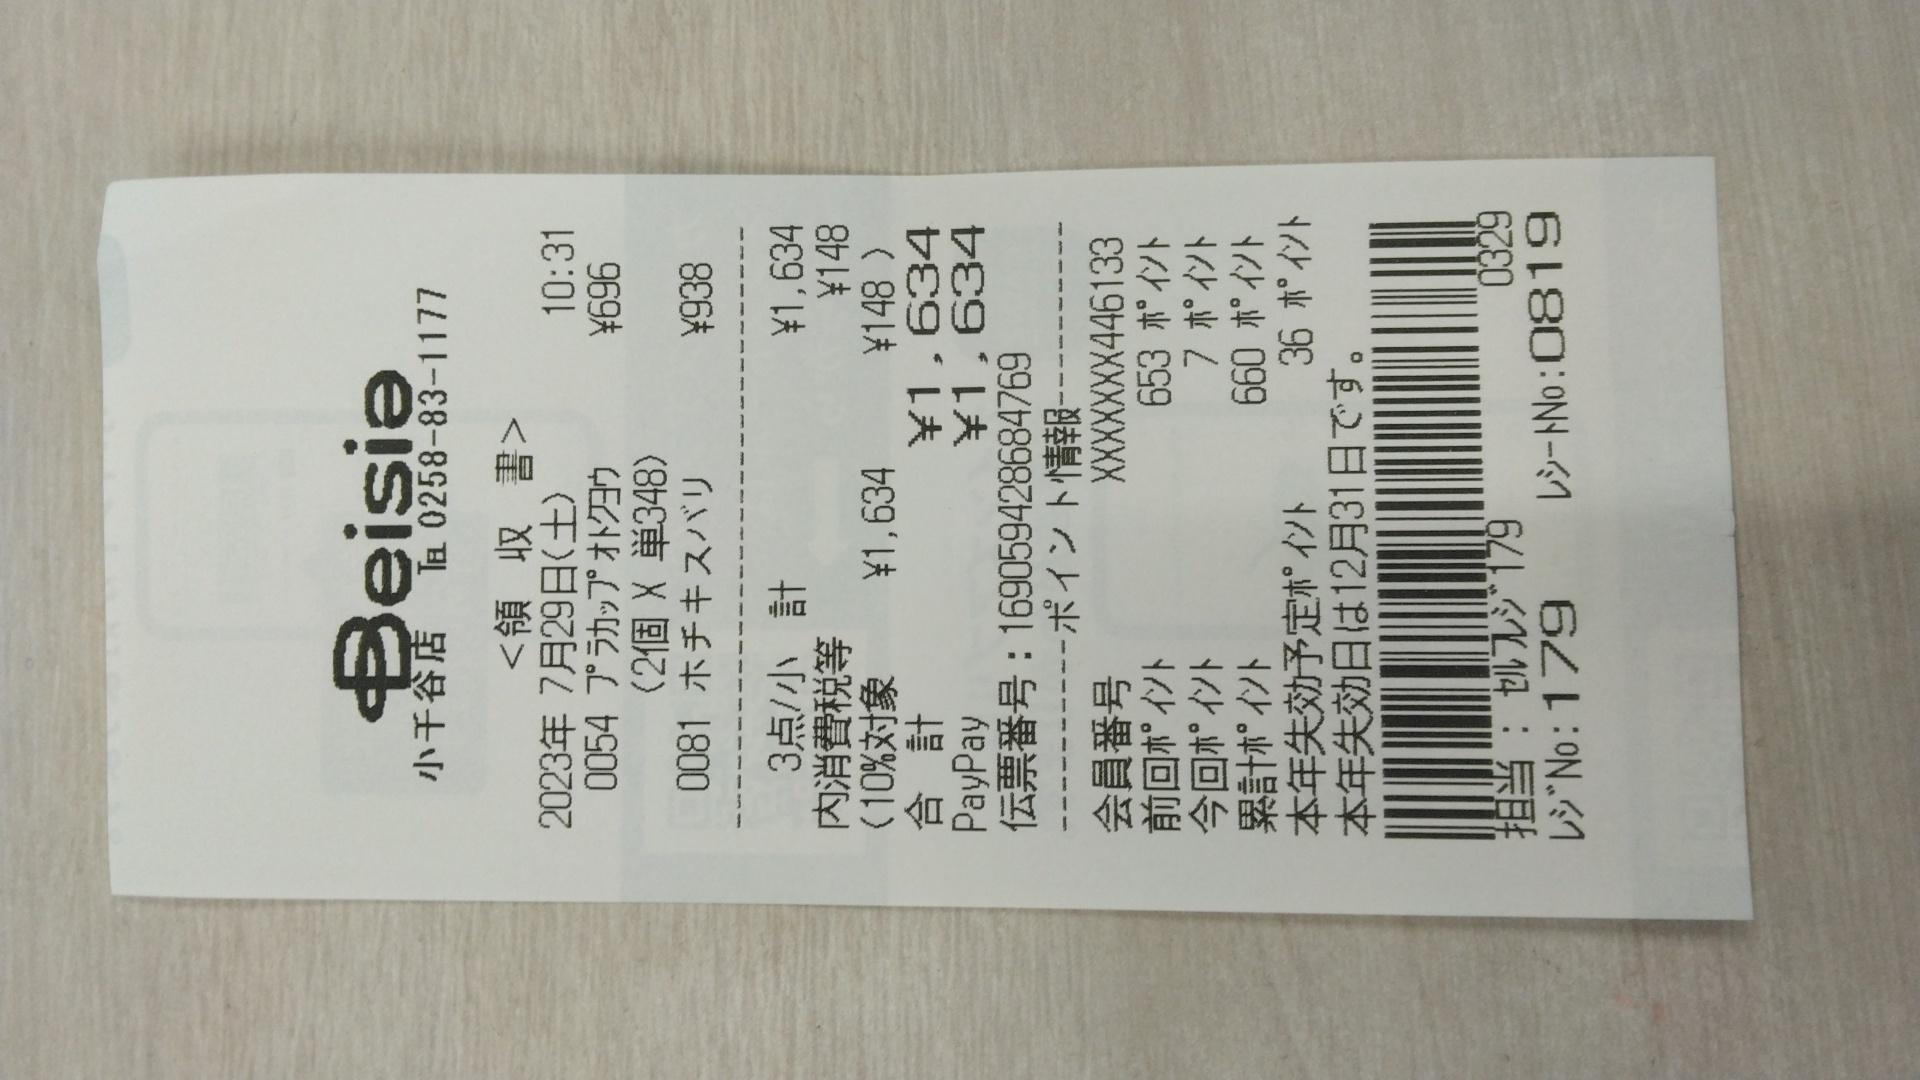 Beisia
小千谷店 ℡ 0258-83-1177
<領 収 書>
2023年 7月29日(土) 10:31
0054 ﾌﾟﾗｶｯﾌﾟｵﾄｸﾖｳ ¥696
(2個 X 単348)
0081 ホチキスバリ ¥938
3点/小 計 ¥1,634
内消費税等 ¥148
(10%対象 ¥1,634 ¥148 )
合 計 ¥1,634
PayPay ¥1,634
伝票番号：1690594286847​69
------ポイント情報------
会員番号 XXXXXXX446133
前回ﾎﾟｲﾝﾄ 653 ﾎﾟｲﾝﾄ
今回ﾎﾟｲﾝﾄ 7 ﾎﾟｲﾝﾄ
累計ﾎﾟｲﾝﾄ 660 ﾎﾟｲﾝﾄ
本年失効予定ﾎﾟｲﾝﾄ 36 ﾎﾟｲﾝﾄ
本年失効日は12月31日です。
担当 : ｾﾙﾌﾚｼﾞ179 0329
ﾚｼﾞNo:179 ﾚｼｰﾄNo:0819